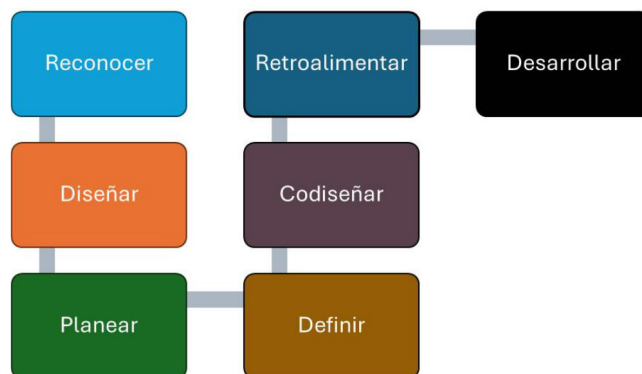 Reconocer
Diseñar
Planear
Definir
Codiseñar
Retroalimentar
Desarrollar